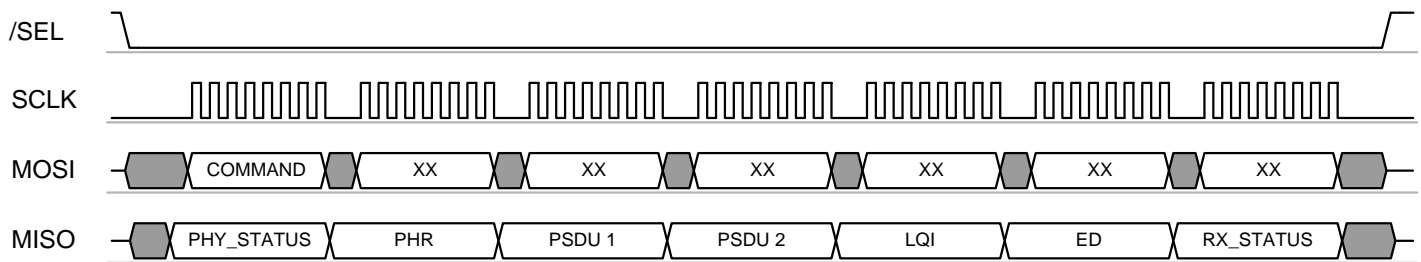 /SEL
SCLK
MOSI COMMAND XX XX XX XX XX XX
MISO PHY_STATUS PHR PSDU 1 PSDU 2 LQI ED RX_STATUS